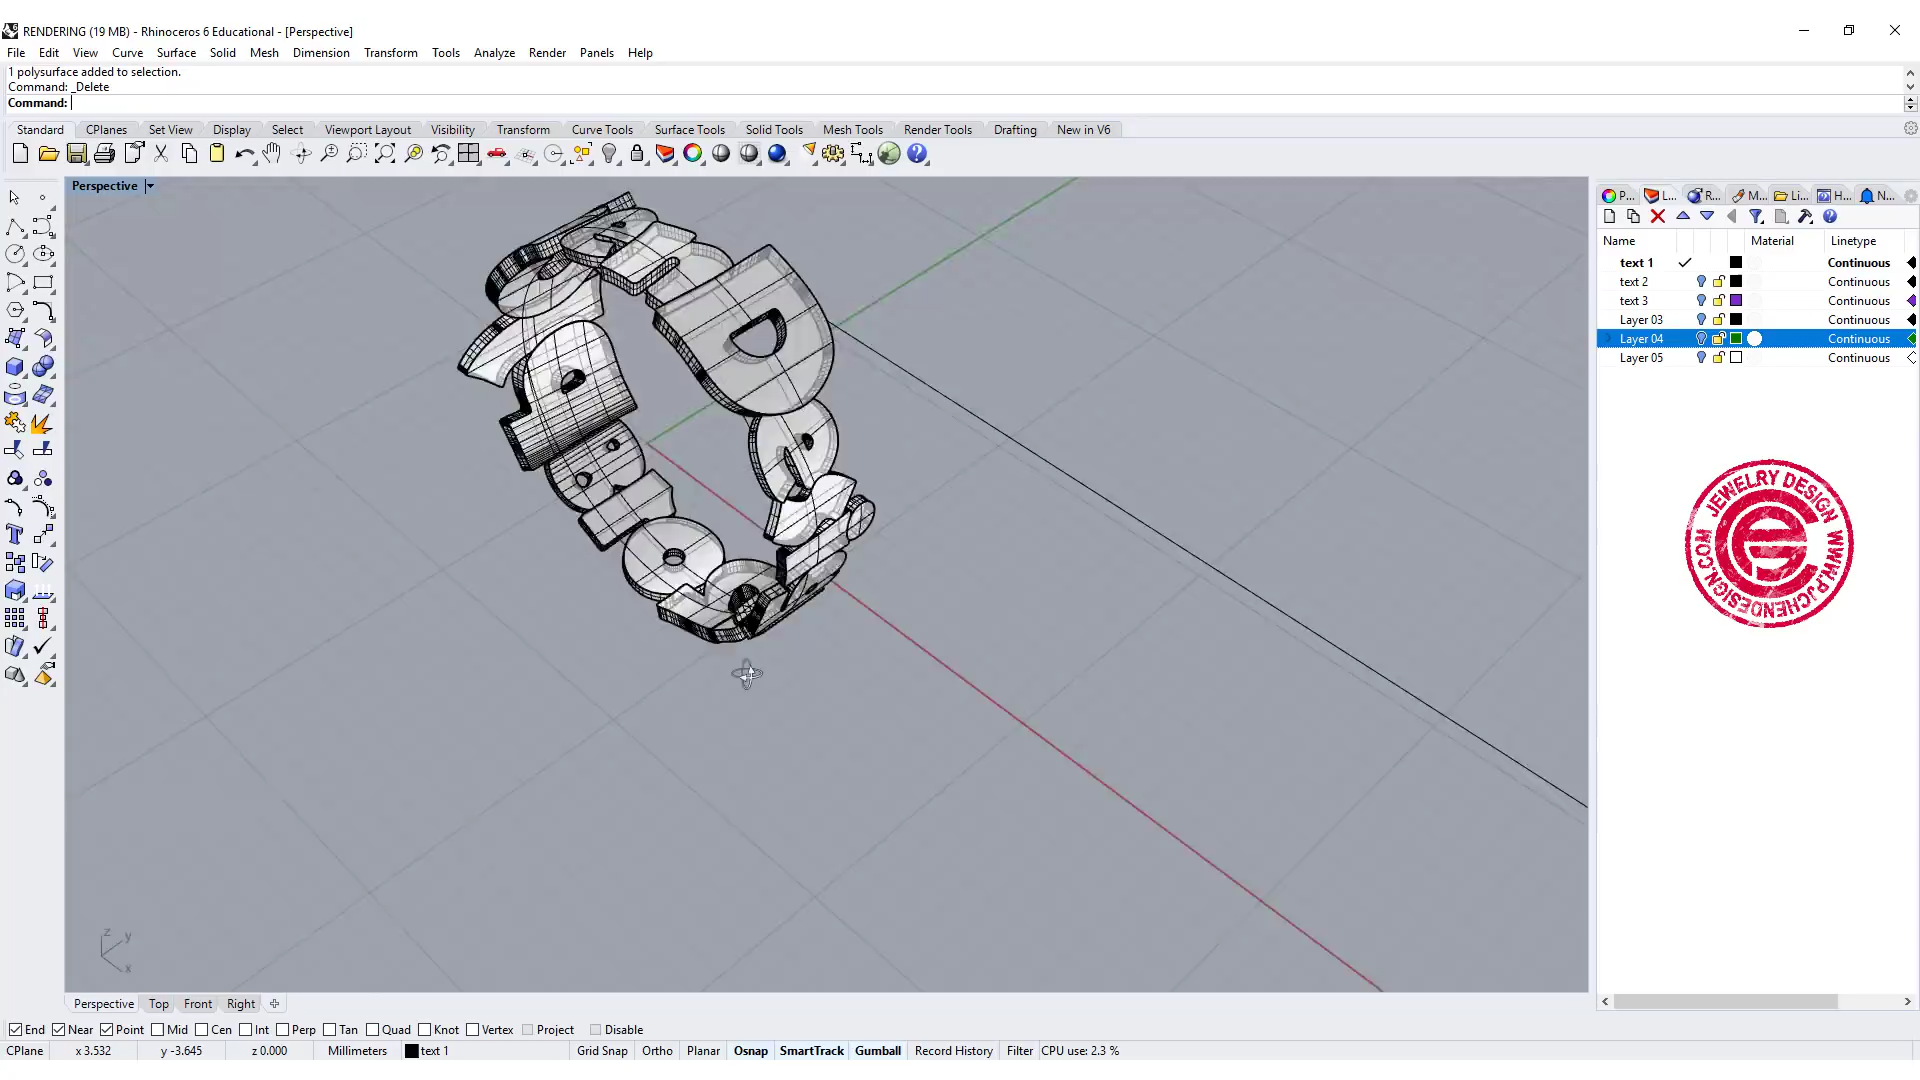 RENDERING (19 MB) - Rhinoceros 6 Educational - [Perspective]
File Edit View Curve Surface Solid Mesh Dimension Transform Tools Analyze Render Panels Help
1 polysurface added to selection.
Command: _Delete
Command:
Standard CPlanes Set View Display Select Viewport Layout Visibility Transform Curve Tools Surface Tools Solid Tools Mesh Tools Render Tools Drafting New in V6
Perspective
P... L... R... M... Li... H... N...
Name Material Linetype
text 1 Continuous
text 2 Continuous
text 3 Continuous
Layer 03 Continuous
Layer 04 Continuous
Layer 05 Continuous
JEWELRY DESIGN
WWW.PJCHENDESIGN.COM
z y
x
Perspective Top Front Right
End Near Point Mid Cen Int Perp Tan Quad Knot Vertex Project Disable
CPlane x 3.532 y -3.645 z 0.000 Millimeters text 1 Grid Snap Ortho Planar Osnap SmartTrack Gumball Record History Filter CPU use: 2.3 %